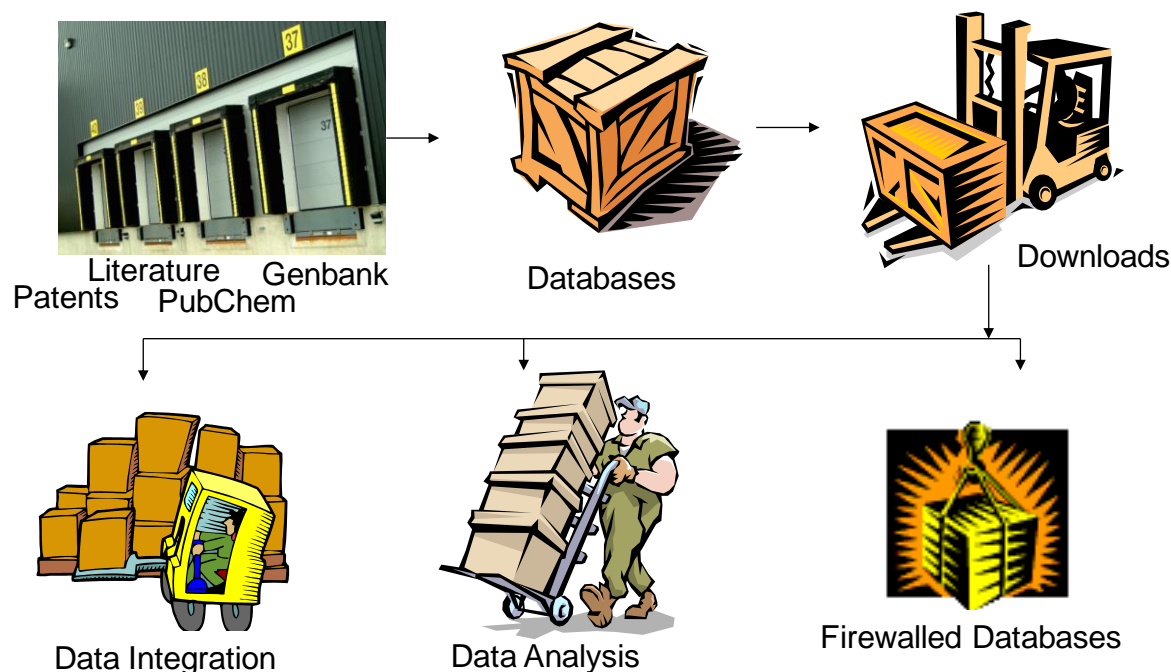 37
38
39
40
37
Literature
Genbank
Patents
PubChem
Databases
Downloads
Data Integration
Data Analysis
Firewalled Databases